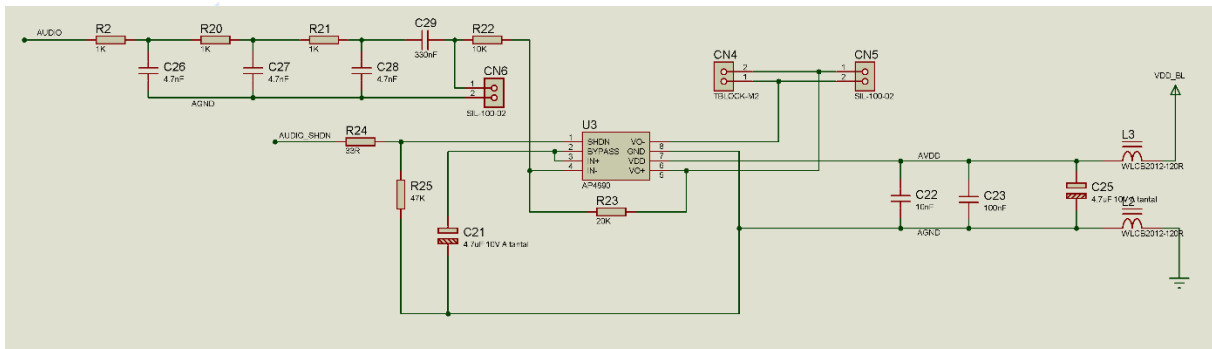 AUDIO
R2
1K
R20
1K
R21
1K
C29
330nF
R22
10K
C26
4.7nF
C27
4.7nF
C28
4.7nF
AGND
CN6
1
2
SIL-100-02
CN4
2
1
TBLOCK-M2
CN5
1
2
SIL-100-02
VDD_BL
AUDIO_SHDN
R24
33R
U3
1 SHDN VO- 8
2 BYPASS GND 7
3 IN+ VDD 6
4 IN- VO+ 5
AP4890
R25
47K
R23
20K
C21
4.7uF 10V A tantal
AVDD
L3
WLCB2012-120R
C22
10nF
C23
100nF
C25
4.7uF 10V A tantal
L2
WLCB2012-120R
AGND